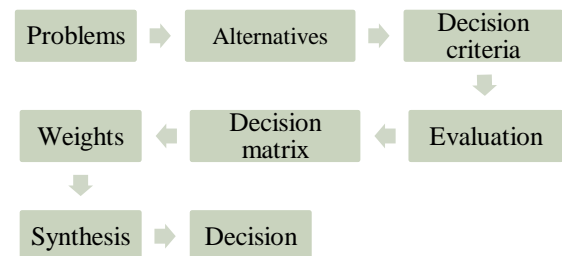 Problems
Alternatives
Decision
criteria
Evaluation
Decision
matrix
Weights
Synthesis
Decision